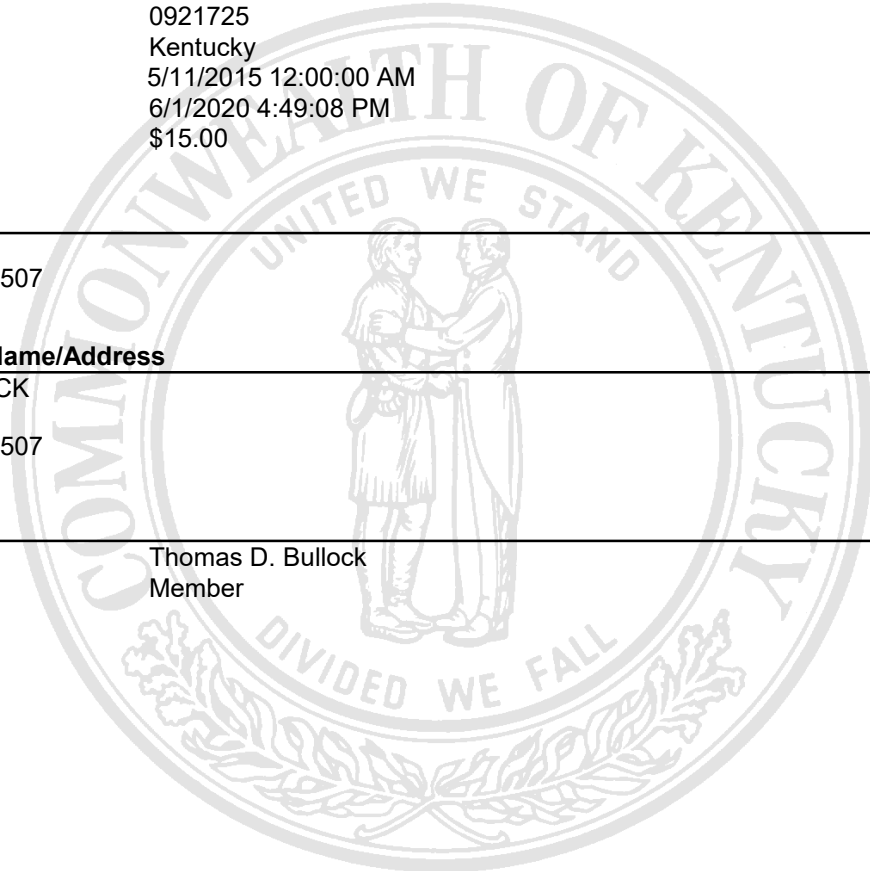 0921725
Kentucky
5/11/2015 12:00:00 AM
6/1/2020 4:49:08 PM
$15.00
COMMONWEALTH OF KENTUCKY
UNITED WE STAND
507
Name/Address
CK
507
Thomas D. Bullock
Member
DIVIDED WE FALL